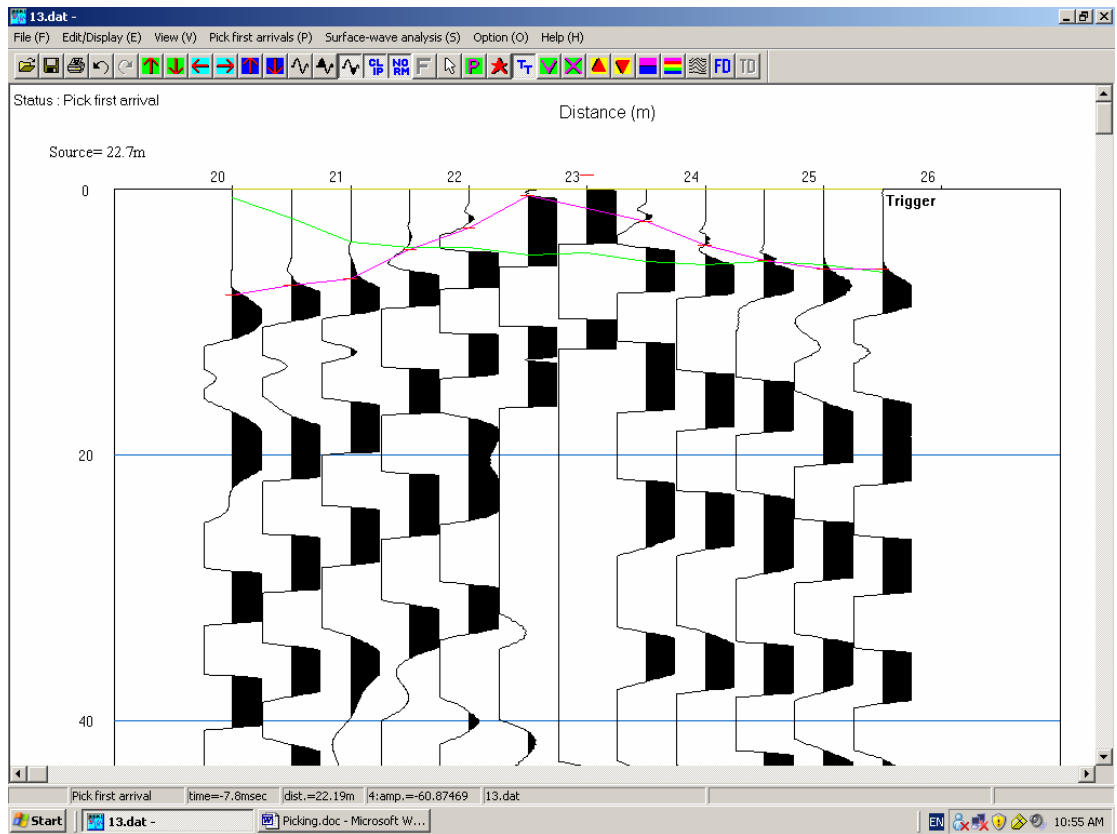 13.dat -
File (F) Edit/Display (E) View (V) Pick first arrivals (P) Surface-wave analysis (S) Option (O) Help (H)
CL IP NO RM F P TT FD TD
Status : Pick first arrival
Distance (m)
Source= 22.7m
20 21 22 23 24 25 26
0
Trigger
20
40
Pick first arrival time=-7.8msec dist.=22.19m 4:amp.=-60.87469 13.dat
Start 13.dat - Picking.doc - Microsoft W... EN 10:55 AM